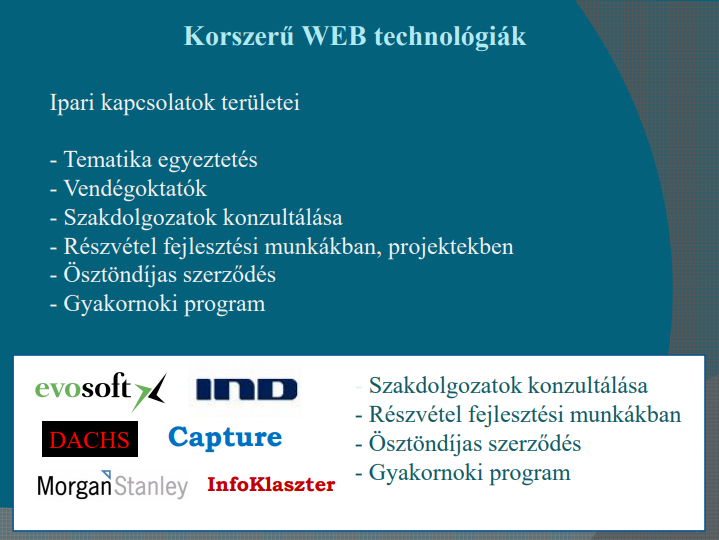 Korszerű WEB technológiák
Ipari kapcsolatok területei
- Tematika egyeztetés
- Vendégoktatók
- Szakdolgozatok konzultálása
- Részvétel fejlesztési munkákban, projektekben
- Ösztöndíjas szerződés
- Gyakornoki program
evosoft
IND
DACHS
Capture
MorganStanley
InfoKlaszter
- Szakdolgozatok konzultálása
- Részvétel fejlesztési munkákban
- Ösztöndíjas szerződés
- Gyakornoki program